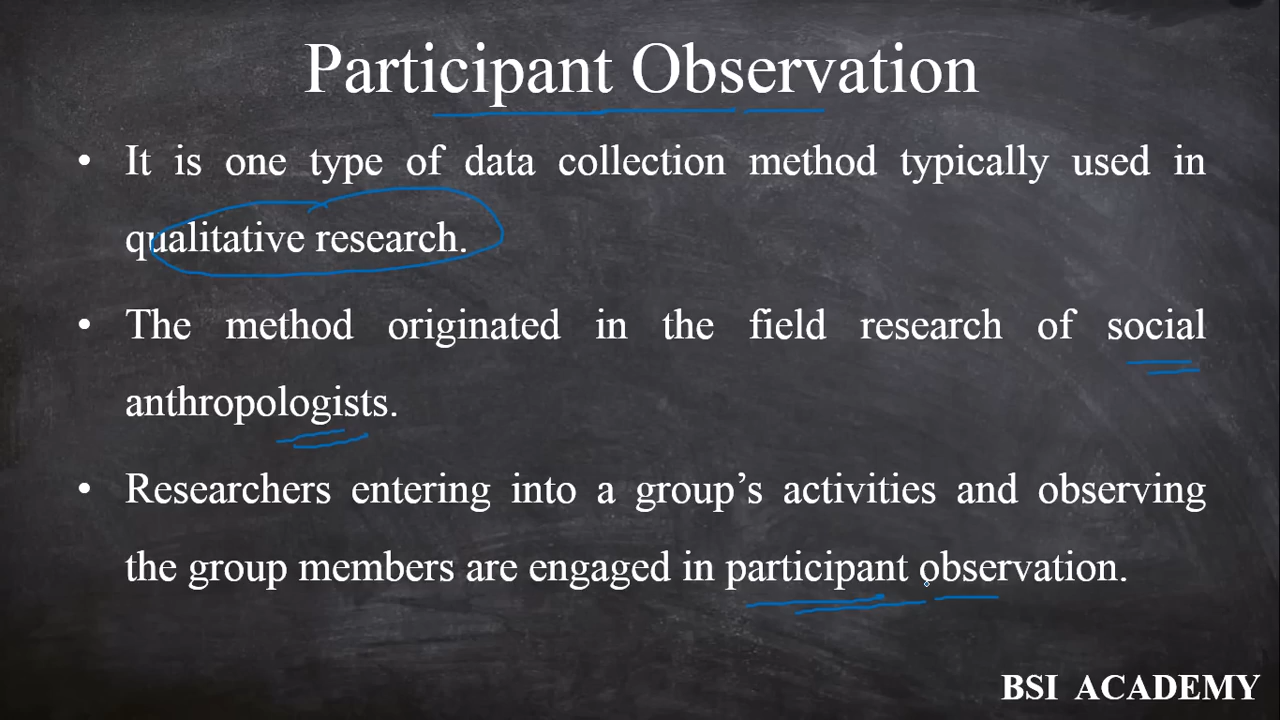 Participant Observation
• It is one type of data collection method typically used in
qualitative research.
• The method originated in the field research of social
anthropologists.
• Researchers entering into a group’s activities and observing
the group members are engaged in participant observation.
BSI ACADEMY